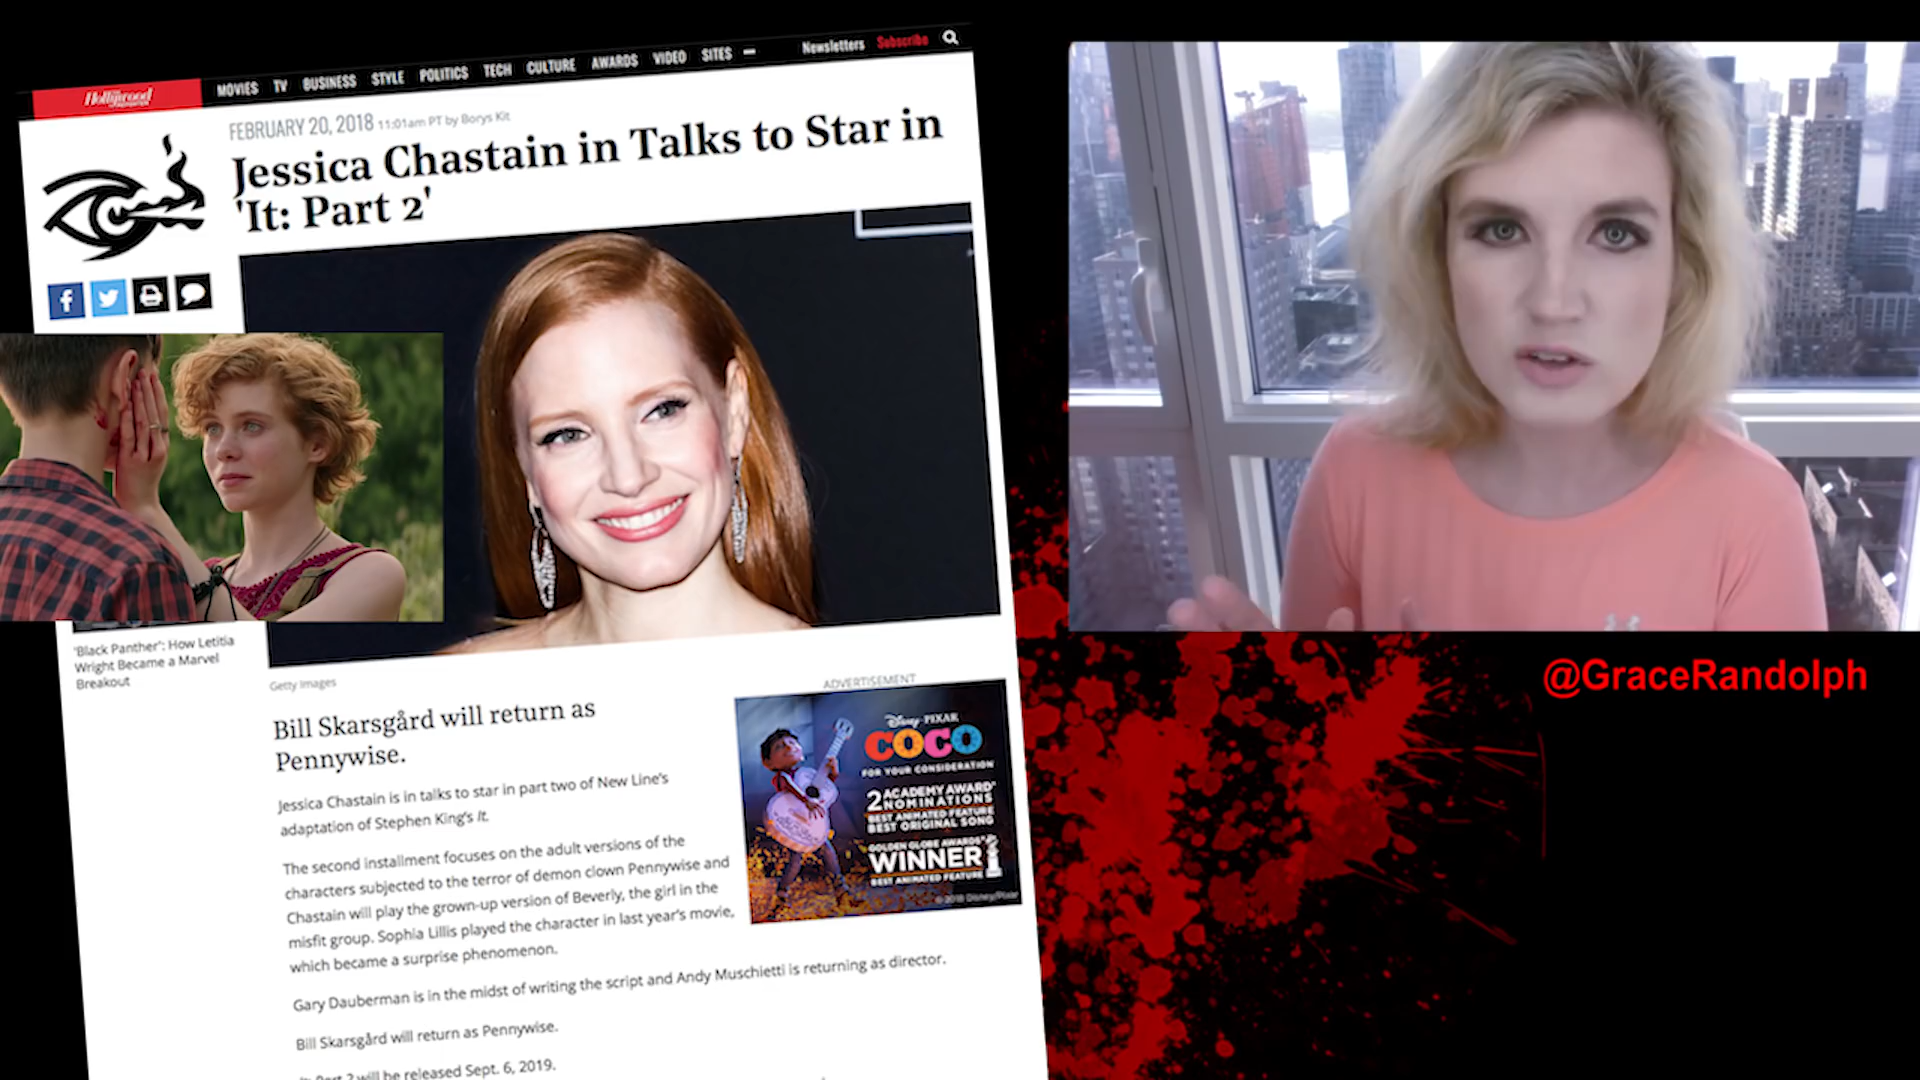 Hollywood
REPORTER
MOVIES TV BUSINESS STYLE POLITICS TECH CULTURE AWARDS VIDEO SITES
Newsletters Subscribe
FEBRUARY 20, 2018 11:01am PT by Borys Kit
Jessica Chastain in Talks to Star in
'It: Part 2'
'Black Panther': How Letitia
Wright Became a Marvel
Breakout
Getty Images
Bill Skarsgård will return as
Pennywise.
Jessica Chastain is in talks to star in part two of New Line's
adaptation of Stephen King's It.
The second installment focuses on the adult versions of the
characters subjected to the terror of demon clown Pennywise and
Chastain will play the grown-up version of Beverly, the girl in the
misfit group. Sophia Lillis played the character in last year's movie,
which became a surprise phenomenon.
Gary Dauberman is in the midst of writing the script and Andy Muschietti is returning as director.
Bill Skarsgård will return as Pennywise.
It: Part 2 will be released Sept. 6, 2019.
ADVERTISEMENT
Disney PIXAR
COCO
FOR YOUR CONSIDERATION
2 ACADEMY AWARD®
NOMINATIONS
BEST ANIMATED FEATURE
BEST ORIGINAL SONG
GOLDEN GLOBE AWARDS®
WINNER
BEST ANIMATED FEATURE
© 2018 Disney/Pixar
@GraceRandolph